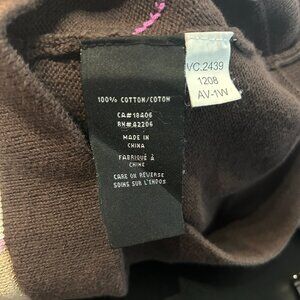 100% COTTON/COTON
CA#18406
RN#42206
MADE IN
CHINA
FABRIQUÉ À
CHINE
CARE ON REVERSE
SOINS SUR L'ENDOS
VC.2439
1208
AV-1W